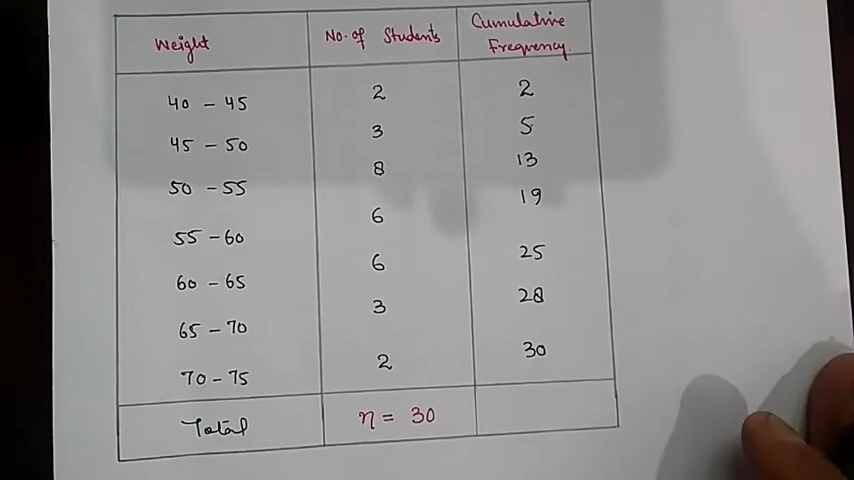 Weight No. of Students Cumulative Frequency.
40 - 45 2 2
45 - 50 3 5
50 - 55 8 13
55 - 60 6 19
60 - 65 6 25
65 - 70 3 28
70 - 75 2 30
Total n = 30